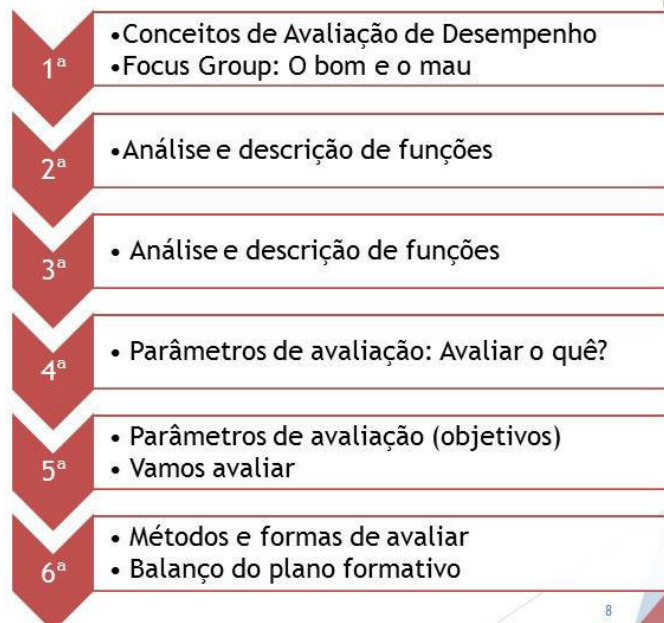 1ª
•Conceitos de Avaliação de Desempenho
•Focus Group: O bom e o mau
2ª
•Análise e descrição de funções
3ª
• Análise e descrição de funções
4ª
• Parâmetros de avaliação: Avaliar o quê?
5ª
• Parâmetros de avaliação (objetivos)
• Vamos avaliar
6ª
• Métodos e formas de avaliar
• Balanço do plano formativo
8